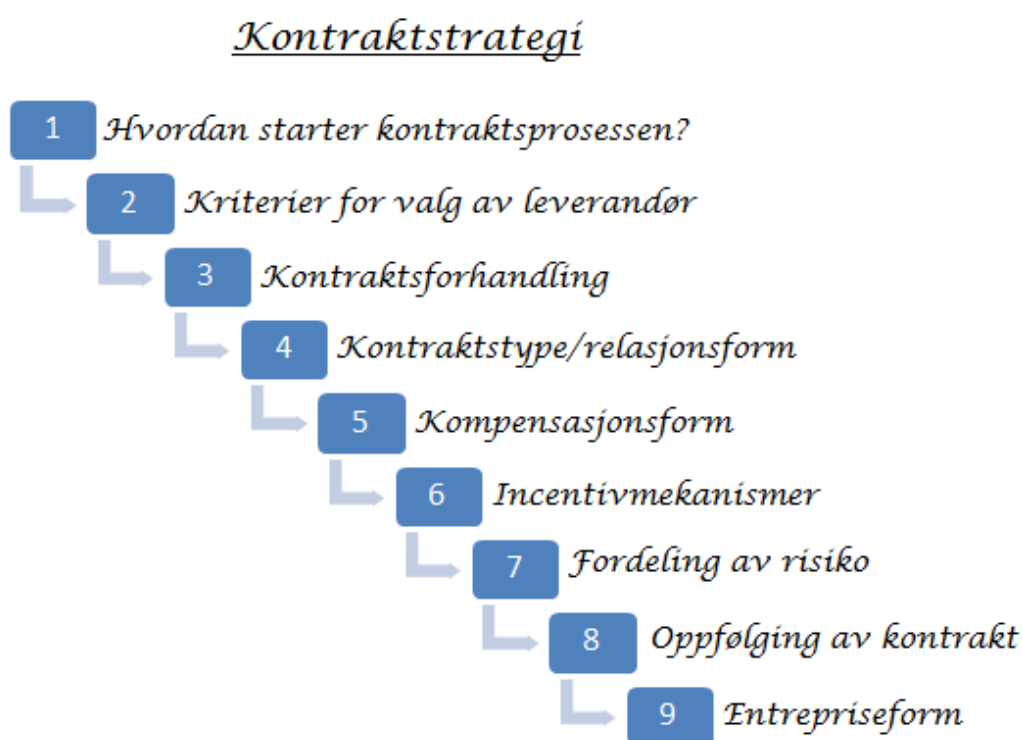 Kontraktstrategi
1 Hvordan starter kontraktsprosessen?
2 Kriterier for valg av leverandør
3 Kontraktsforhandling
4 Kontraktstype/relasjonsform
5 Kompensasjonsform
6 Incentivmekanismer
7 Fordeling av risiko
8 Oppfølging av kontrakt
9 Entrepriseform